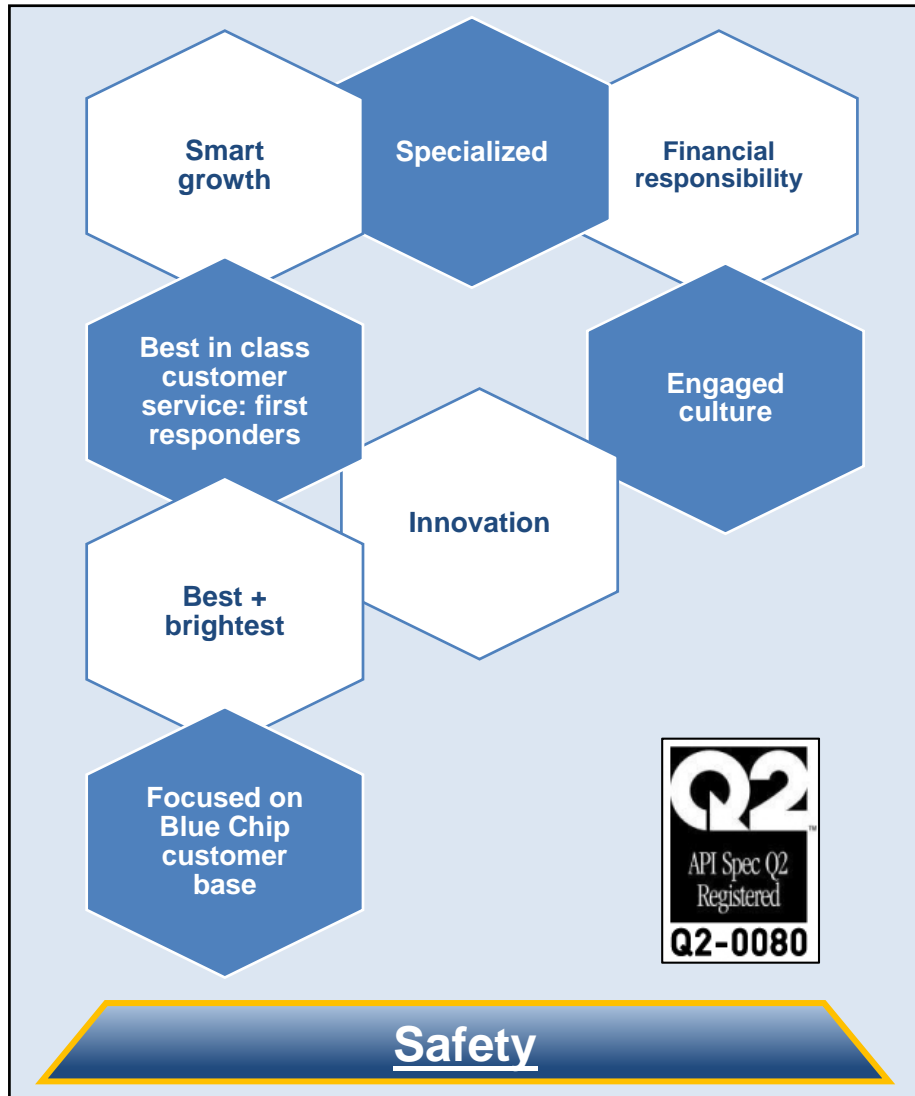 Smart
growth
Specialized
Financial
responsibility
Best in class
customer
service: first
responders
Engaged
culture
Innovation
Best +
brightest
Focused on
Blue Chip
customer
base
Q2™
API Spec Q2
Registered
Q2-0080
Safety